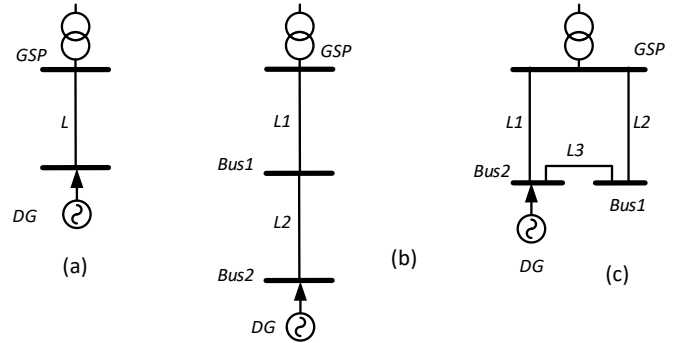 GSP
L
DG
(a)
GSP
L1
Bus1
L2
Bus2
DG
(b)
GSP
L1
L2
L3
Bus2
Bus1
DG
(c)